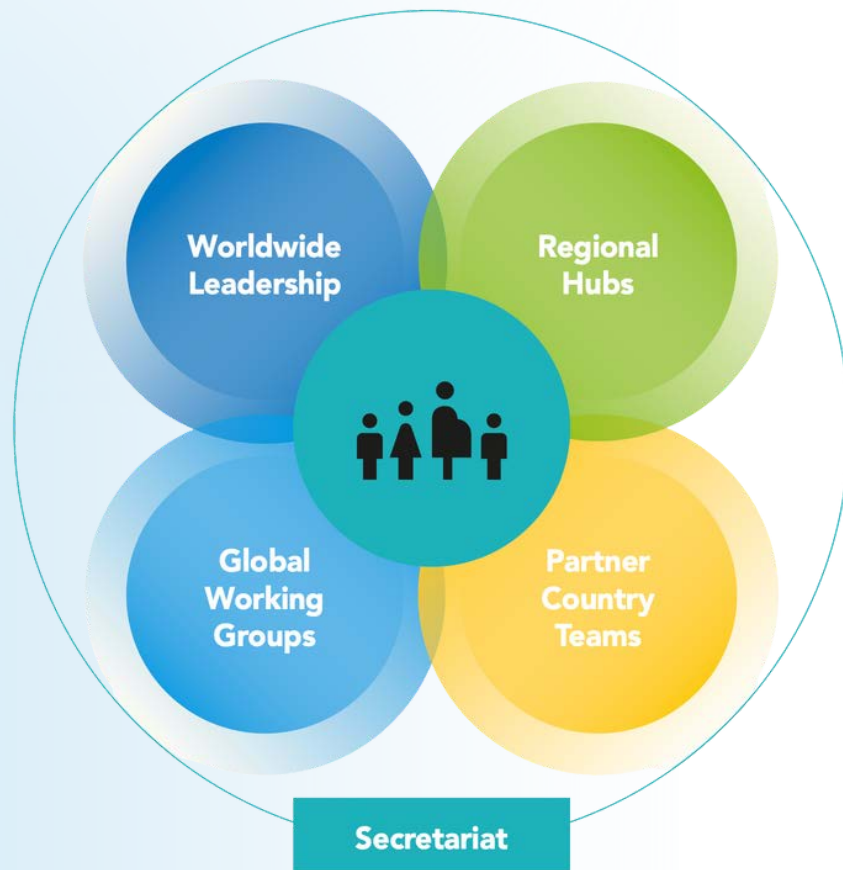 Worldwide
Leadership
Regional
Hubs
Global
Working
Groups
Partner
Country
Teams
Secretariat